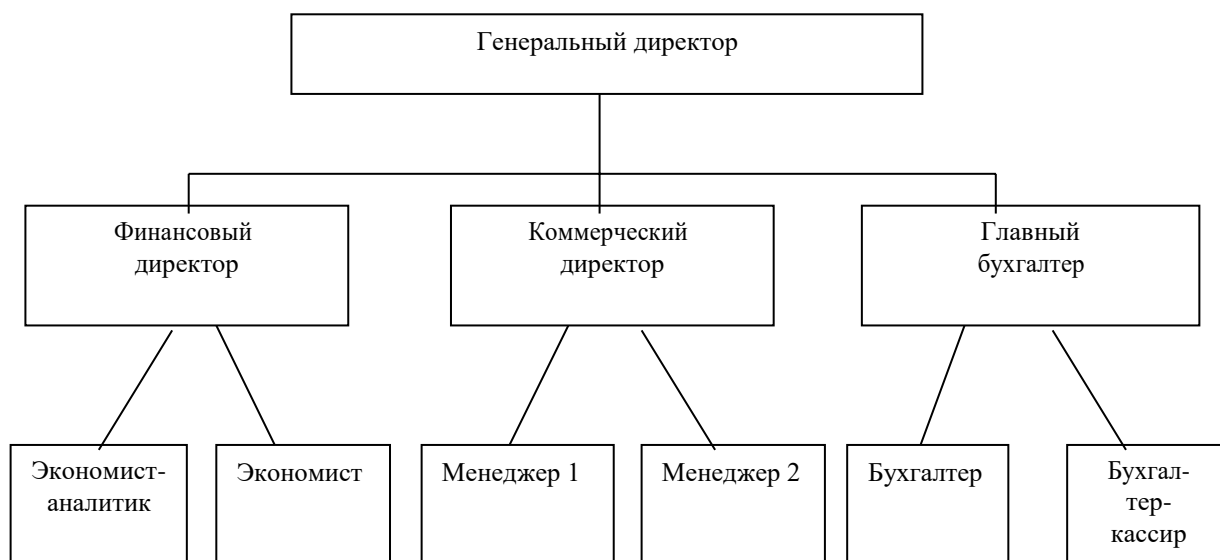 Генеральный директор
Финансовый
директор
Коммерческий
директор
Главный
бухгалтер
Экономист-
аналитик
Экономист
Менеджер 1
Менеджер 2
Бухгалтер
Бухгал-
тер-
кассир